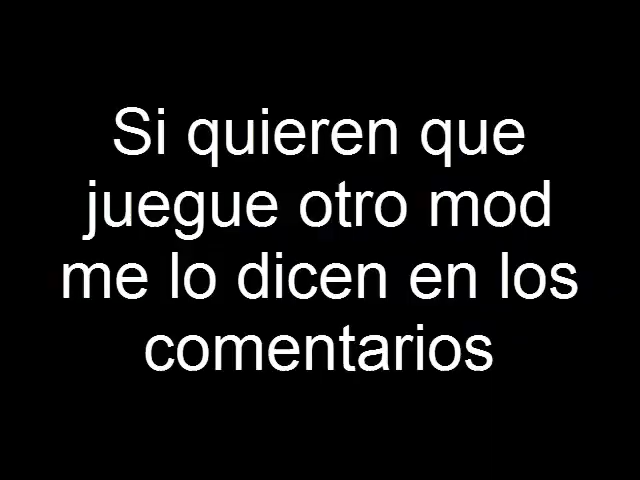 Si quieren que
juegue otro mod
me lo dicen en los
comentarios